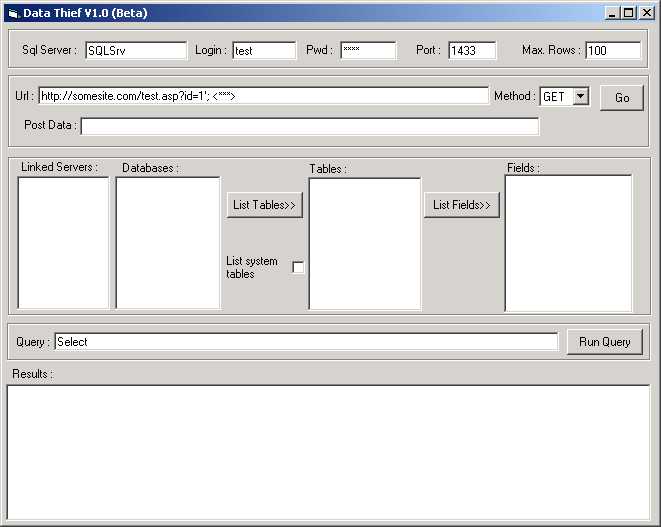 Data Thief V1.0 (Beta)
Sql Server : SQLSrv Login : test Pwd : **** Port : 1433 Max. Rows : 100
Url : http://somesite.com/test.asp?id=1'; <***> Method : GET Go
Post Data :
Linked Servers : Databases : Tables : Fields :
List Tables>> List Fields>>
List system
tables
Query : Select Run Query
Results :